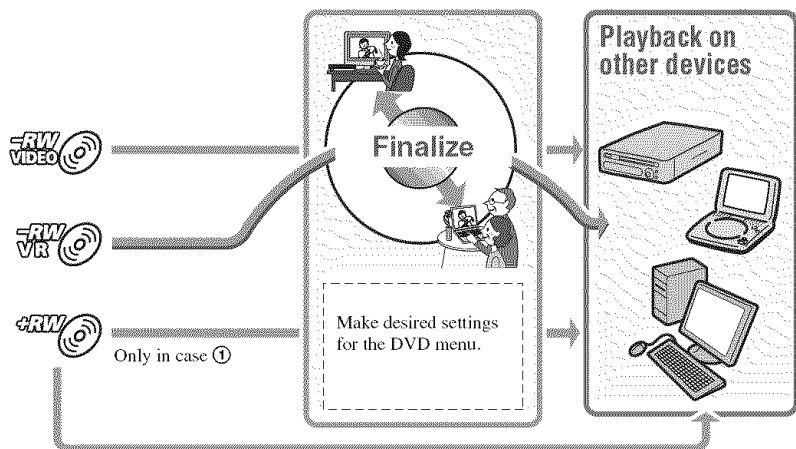 Playback on
other devices
Finalize
-RW
VIDEO
-RW
VR
+RW
Only in case ①
Make desired settings
for the DVD menu.